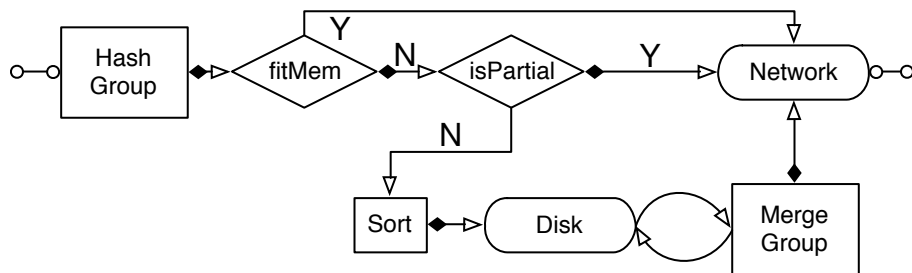 Y
Hash
Group
fitMem
N
isPartial
Y
Network
N
Sort
Disk
Merge
Group